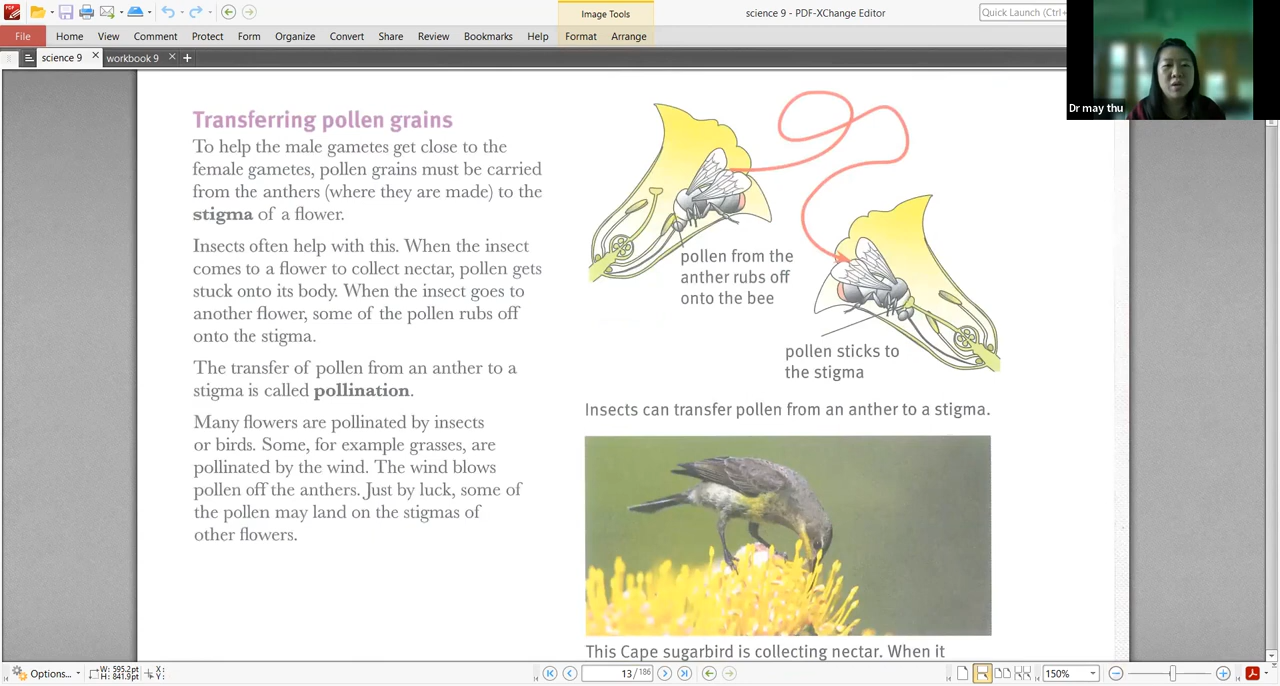 Image Tools
science 9 - PDF-XChange Editor
Quick Launch (Ctrl+
File
Home
View
Comment
Protect
Form
Organize
Convert
Share
Review
Bookmarks
Help
Format
Arrange
science 9
workbook 9
Dr may thu
Transferring pollen grains
To help the male gametes get close to the
female gametes, pollen grains must be carried
from the anthers (where they are made) to the
stigma of a flower.
Insects often help with this. When the insect
comes to a flower to collect nectar, pollen gets
stuck onto its body. When the insect goes to
another flower, some of the pollen rubs off
onto the stigma.
The transfer of pollen from an anther to a
stigma is called pollination.
Many flowers are pollinated by insects
or birds. Some, for example grasses, are
pollinated by the wind. The wind blows
pollen off the anthers. Just by luck, some of
the pollen may land on the stigmas of
other flowers.
pollen from the
anther rubs off
onto the bee
pollen sticks to
the stigma
Insects can transfer pollen from an anther to a stigma.
This Cape sugarbird is collecting nectar. When it
Options...
W: 595.2pt
H: 841.9pt
X:
Y:
13 / 186
150%